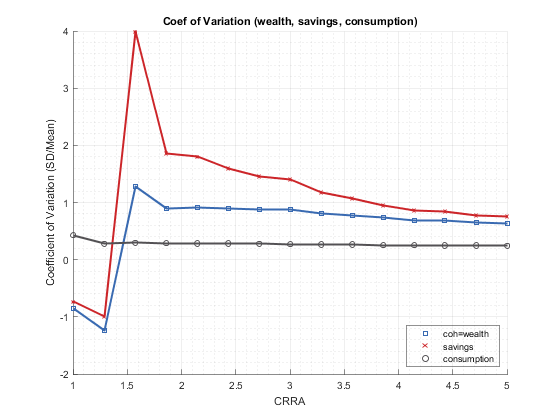 Coef of Variation (wealth, savings, consumption)
Coefficient of Variation (SD/Mean)
4
3
2
1
0
-1
-2
1 1.5 2 2.5 3 3.5 4 4.5 5
CRRA
coh=wealth
savings
consumption